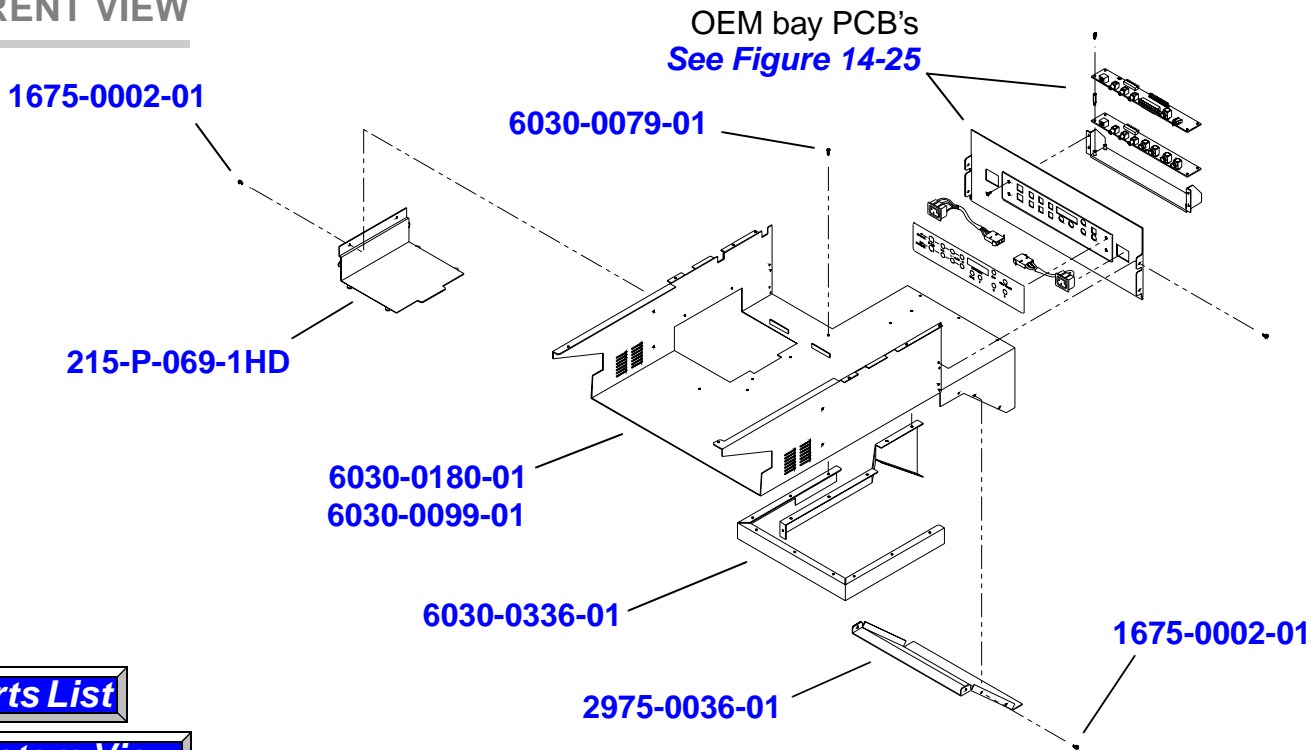 RENT VIEW
OEM bay PCB's
See Figure 14-25
1675-0002-01
6030-0079-01
215-P-069-1HD
6030-0180-01
6030-0099-01
6030-0336-01
1675-0002-01
2975-0036-01
rts List